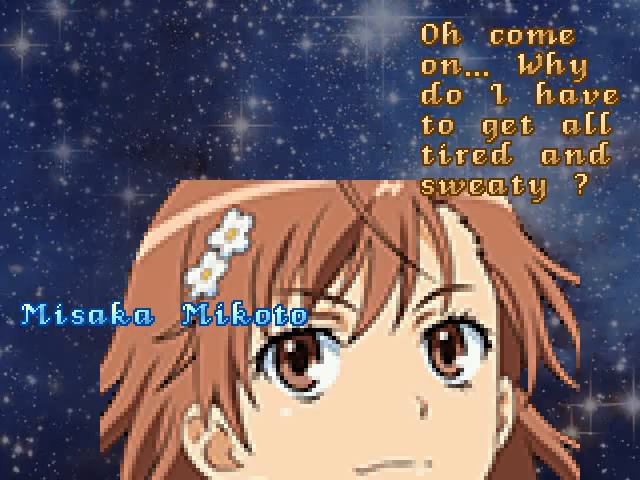 Oh come
on... Why
do I have
to get all
tired and
sweaty ?
Misaka Mikoto